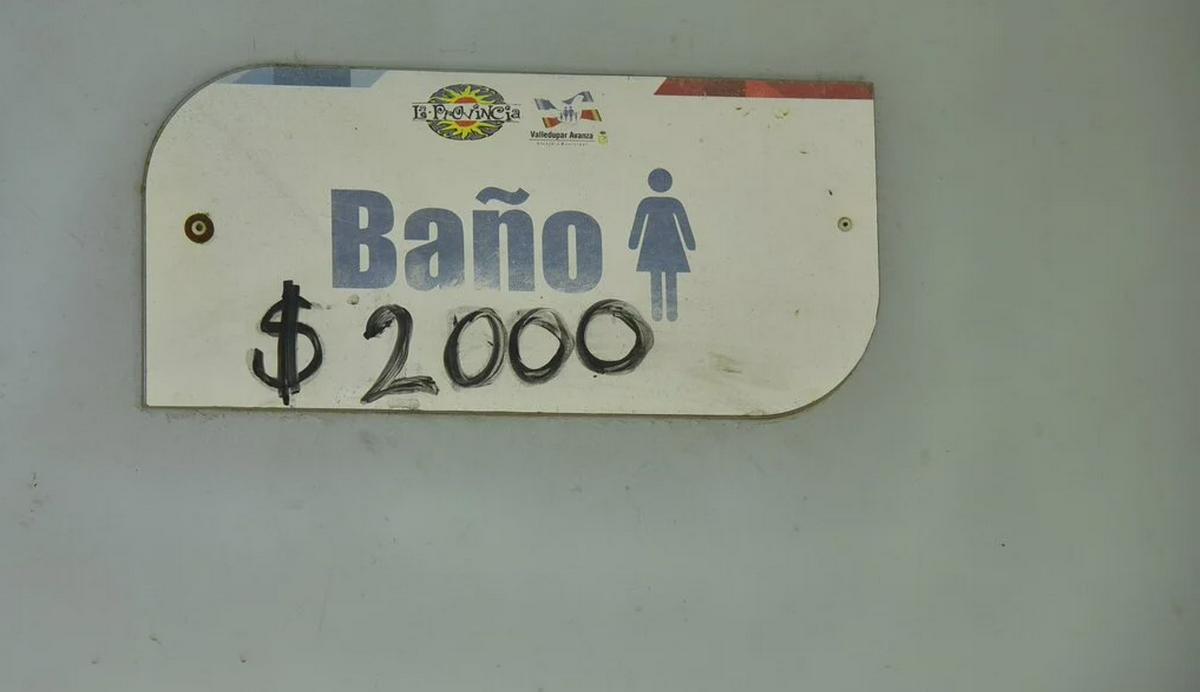 La Provincia
Valledupar Avanza
Baño
$ 2000